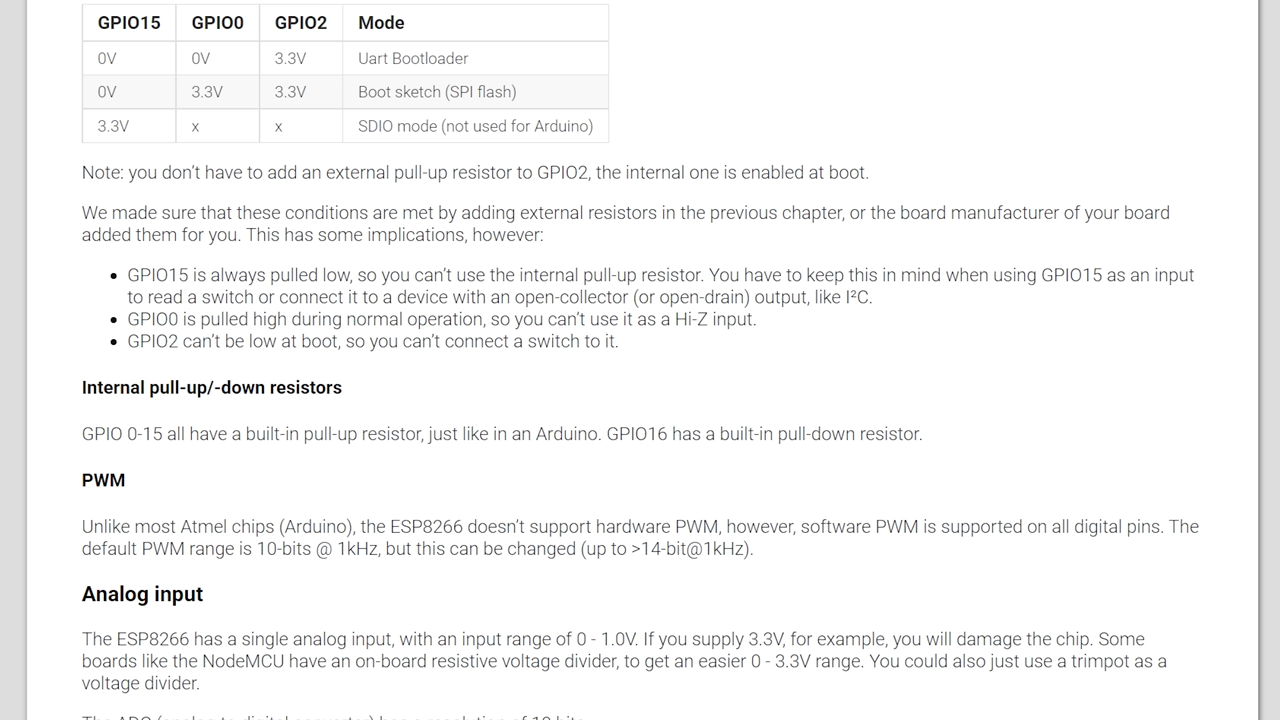 GPIO15 GPIO0 GPIO2 Mode
0V 0V 3.3V Uart Bootloader
0V 3.3V 3.3V Boot sketch (SPI flash)
3.3V x x SDIO mode (not used for Arduino)
Note: you don’t have to add an external pull-up resistor to GPIO2, the internal one is enabled at boot.
We made sure that these conditions are met by adding external resistors in the previous chapter, or the board manufacturer of your board
added them for you. This has some implications, however:
• GPIO15 is always pulled low, so you can’t use the internal pull-up resistor. You have to keep this in mind when using GPIO15 as an input
to read a switch or connect it to a device with an open-collector (or open-drain) output, like I²C.
• GPIO0 is pulled high during normal operation, so you can’t use it as a Hi-Z input.
• GPIO2 can’t be low at boot, so you can’t connect a switch to it.
Internal pull-up/-down resistors
GPIO 0-15 all have a built-in pull-up resistor, just like in an Arduino. GPIO16 has a built-in pull-down resistor.
PWM
Unlike most Atmel chips (Arduino), the ESP8266 doesn’t support hardware PWM, however, software PWM is supported on all digital pins. The
default PWM range is 10-bits @ 1kHz, but this can be changed (up to >14-bit@1kHz).
Analog input
The ESP8266 has a single analog input, with an input range of 0 - 1.0V. If you supply 3.3V, for example, you will damage the chip. Some
boards like the NodeMCU have an on-board resistive voltage divider, to get an easier 0 - 3.3V range. You could also just use a trimpot as a
voltage divider.
The ADC (analog to digital converter) has a resolution of 10 bits.